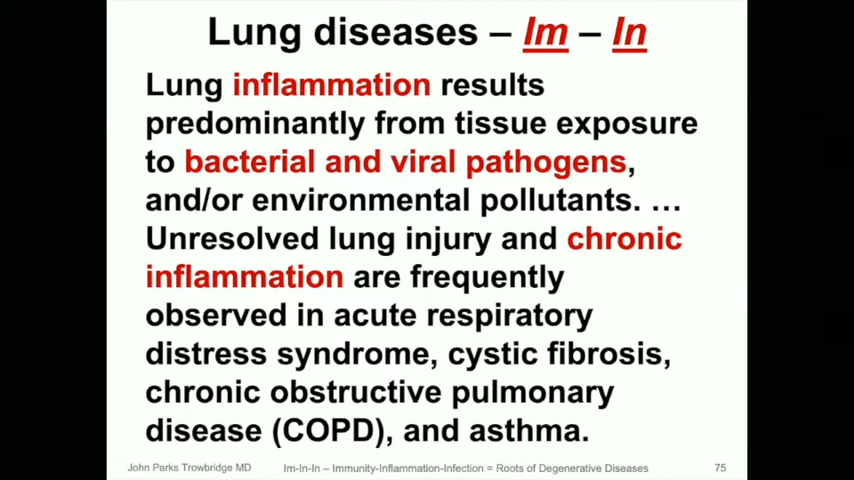 Lung diseases – Im – In
Lung inflammation results
predominantly from tissue exposure
to bacterial and viral pathogens,
and/or environmental pollutants. …
Unresolved lung injury and chronic
inflammation are frequently
observed in acute respiratory
distress syndrome, cystic fibrosis,
chronic obstructive pulmonary
disease (COPD), and asthma.
John Parks Trowbridge MD Im-In-In – Immunity-Inflammation-Infection = Roots of Degenerative Diseases 75